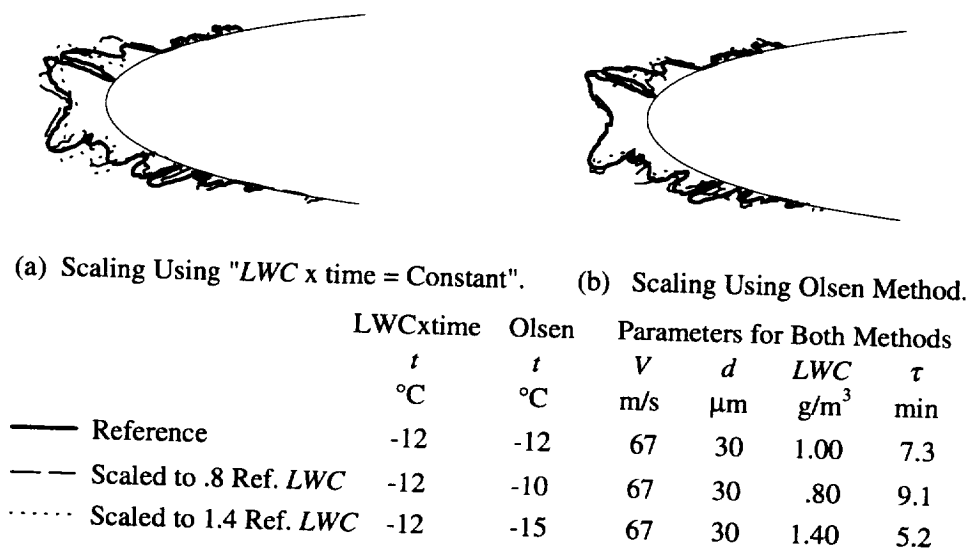 (a) Scaling Using "LWC x time = Constant". (b) Scaling Using Olsen Method.
LWCxtime Olsen Parameters for Both Methods
t t V d LWC τ
°C °C m/s μm g/m³ min
Reference -12 -12 67 30 1.00 7.3
Scaled to .8 Ref. LWC -12 -10 67 30 .80 9.1
Scaled to 1.4 Ref. LWC -12 -15 67 30 1.40 5.2